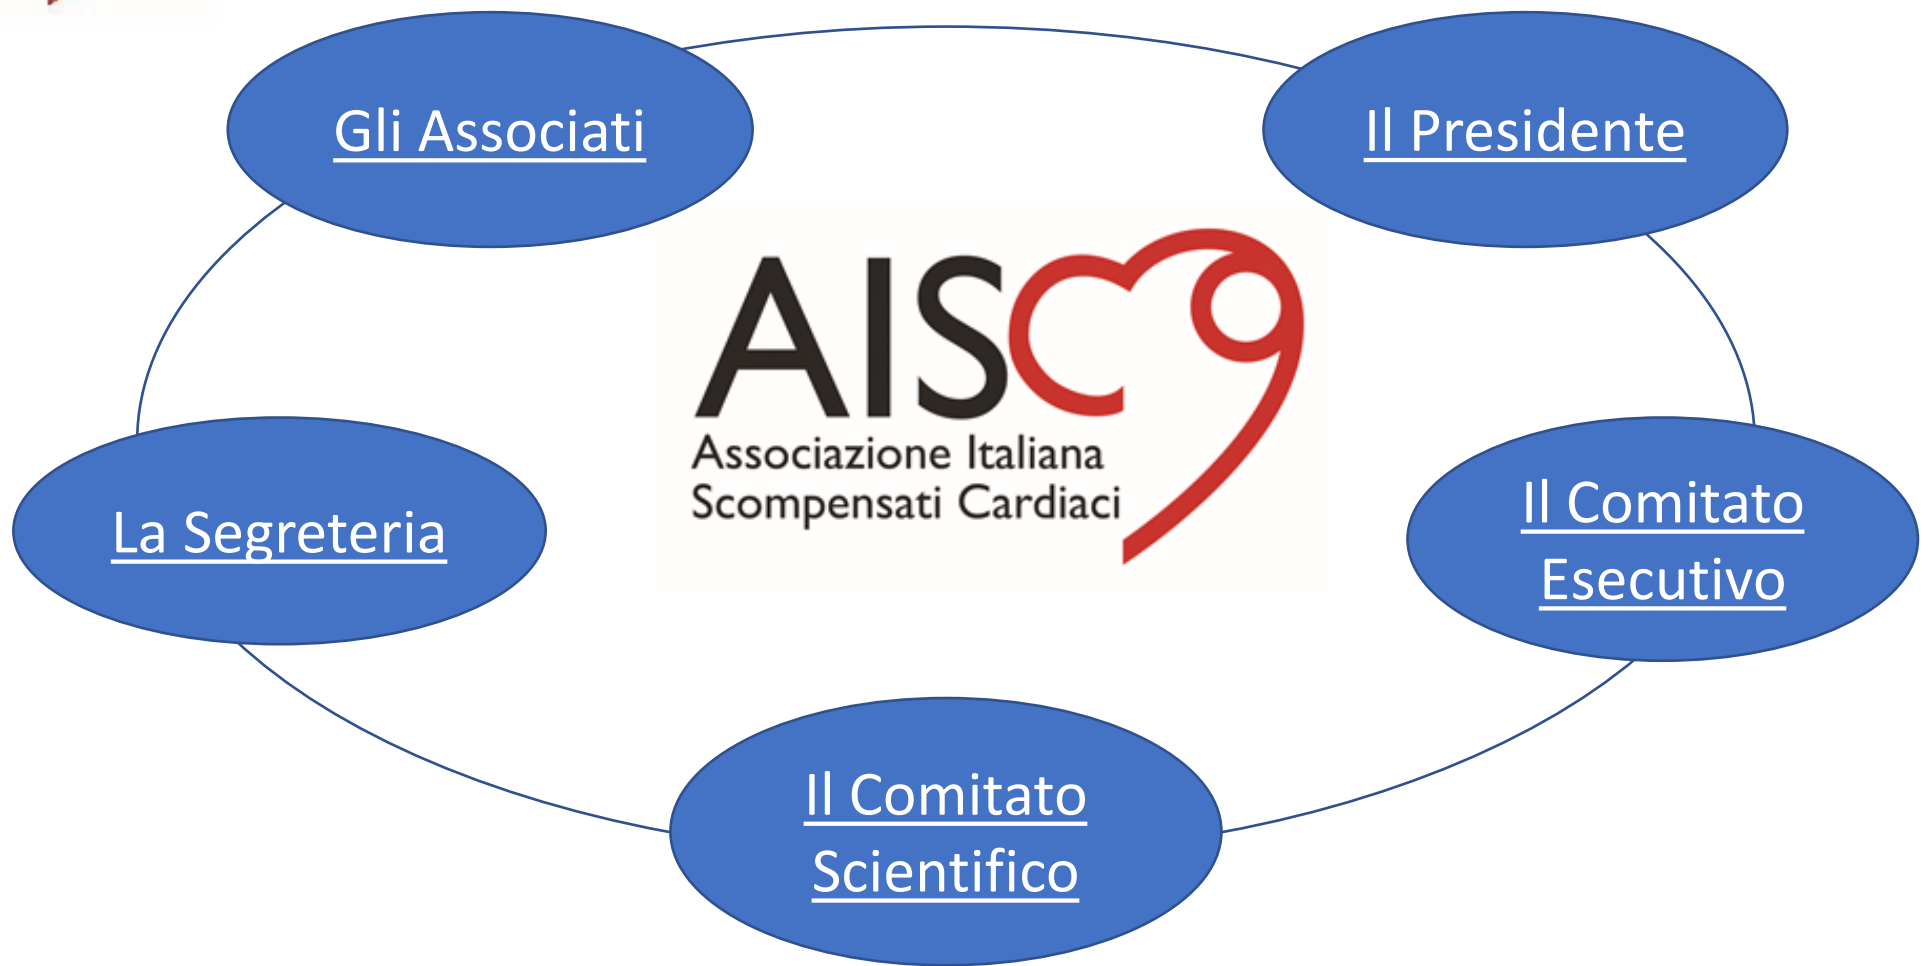 Gli Associati
Il Presidente
AISC
Associazione Italiana
Scompensati Cardiaci
La Segreteria
Il Comitato
Esecutivo
Il Comitato
Scientifico